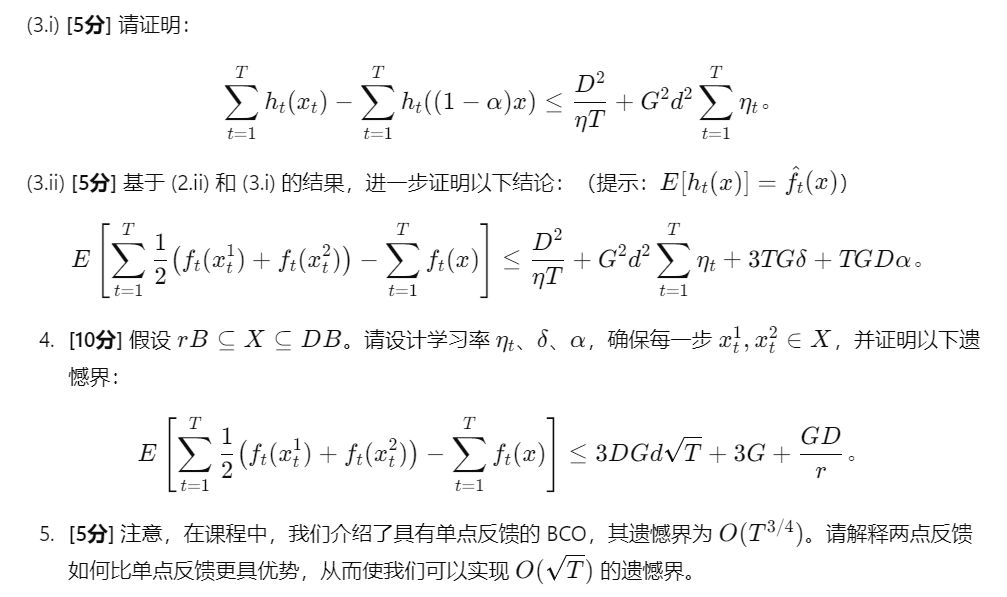 (3.i) [5分] 请证明：
$$\sum_{t=1}^{T} h_t(x_t) - \sum_{t=1}^{T} h_t((1-\alpha)x) \leq \frac{D^2}{\eta T} + G^2 d^2 \sum_{t=1}^{T} \eta_t。$$
(3.ii) [5分] 基于 (2.ii) 和 (3.i) 的结果，进一步证明以下结论：（提示：$E[h_t(x)] = \hat{f}_t(x)$）
$$E\left[\sum_{t=1}^{T} \frac{1}{2}\left(f_t(x_t^1) + f_t(x_t^2)\right) - \sum_{t=1}^{T} f_t(x)\right] \leq \frac{D^2}{\eta T} + G^2 d^2 \sum_{t=1}^{T} \eta_t + 3TG\delta + TGD\alpha。$$
4. [10分] 假设 $rB \subseteq X \subseteq DB$。请设计学习率 $\eta_t$、$\delta$、$\alpha$，确保每一步 $x_t^1, x_t^2 \in X$，并证明以下遗
憾界：
$$E\left[\sum_{t=1}^{T} \frac{1}{2}\left(f_t(x_t^1) + f_t(x_t^2)\right) - \sum_{t=1}^{T} f_t(x)\right] \leq 3DGd\sqrt{T} + 3G + \frac{GD}{r}。$$
5. [5分] 注意，在课程中，我们介绍了具有单点反馈的 BCO，其遗憾界为 $O(T^{3/4})$。请解释两点反馈
如何比单点反馈更具优势，从而使我们可以实现 $O(\sqrt{T})$ 的遗憾界。